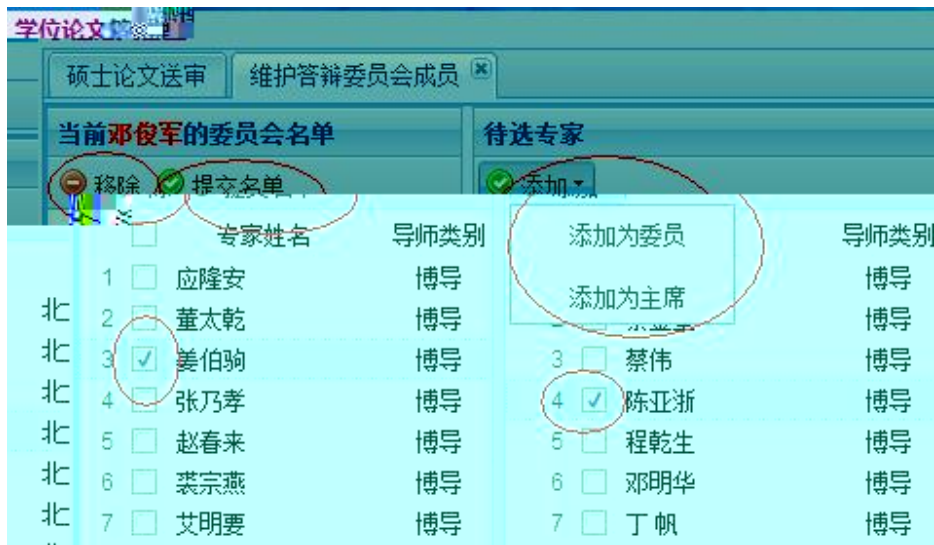 学位论文
硕士论文送审 维护答辩委员会成员
当前邓俊军的委员会名单 待选专家
移除 提交名单 添加
专家姓名 导师类别 添加为委员 导师类别
1 应隆安 博导 博导
添加为主席
北 2 董太乾 博导 博导
北 3 姜伯驹 博导 3 蔡伟 博导
北 4 张乃孝 博导 4 陈亚浙 博导
北 5 赵春来 博导 5 程乾生 博导
北 6 裘宗燕 博导 6 邓明华 博导
北 7 艾明要 博导 7 丁帆 博导